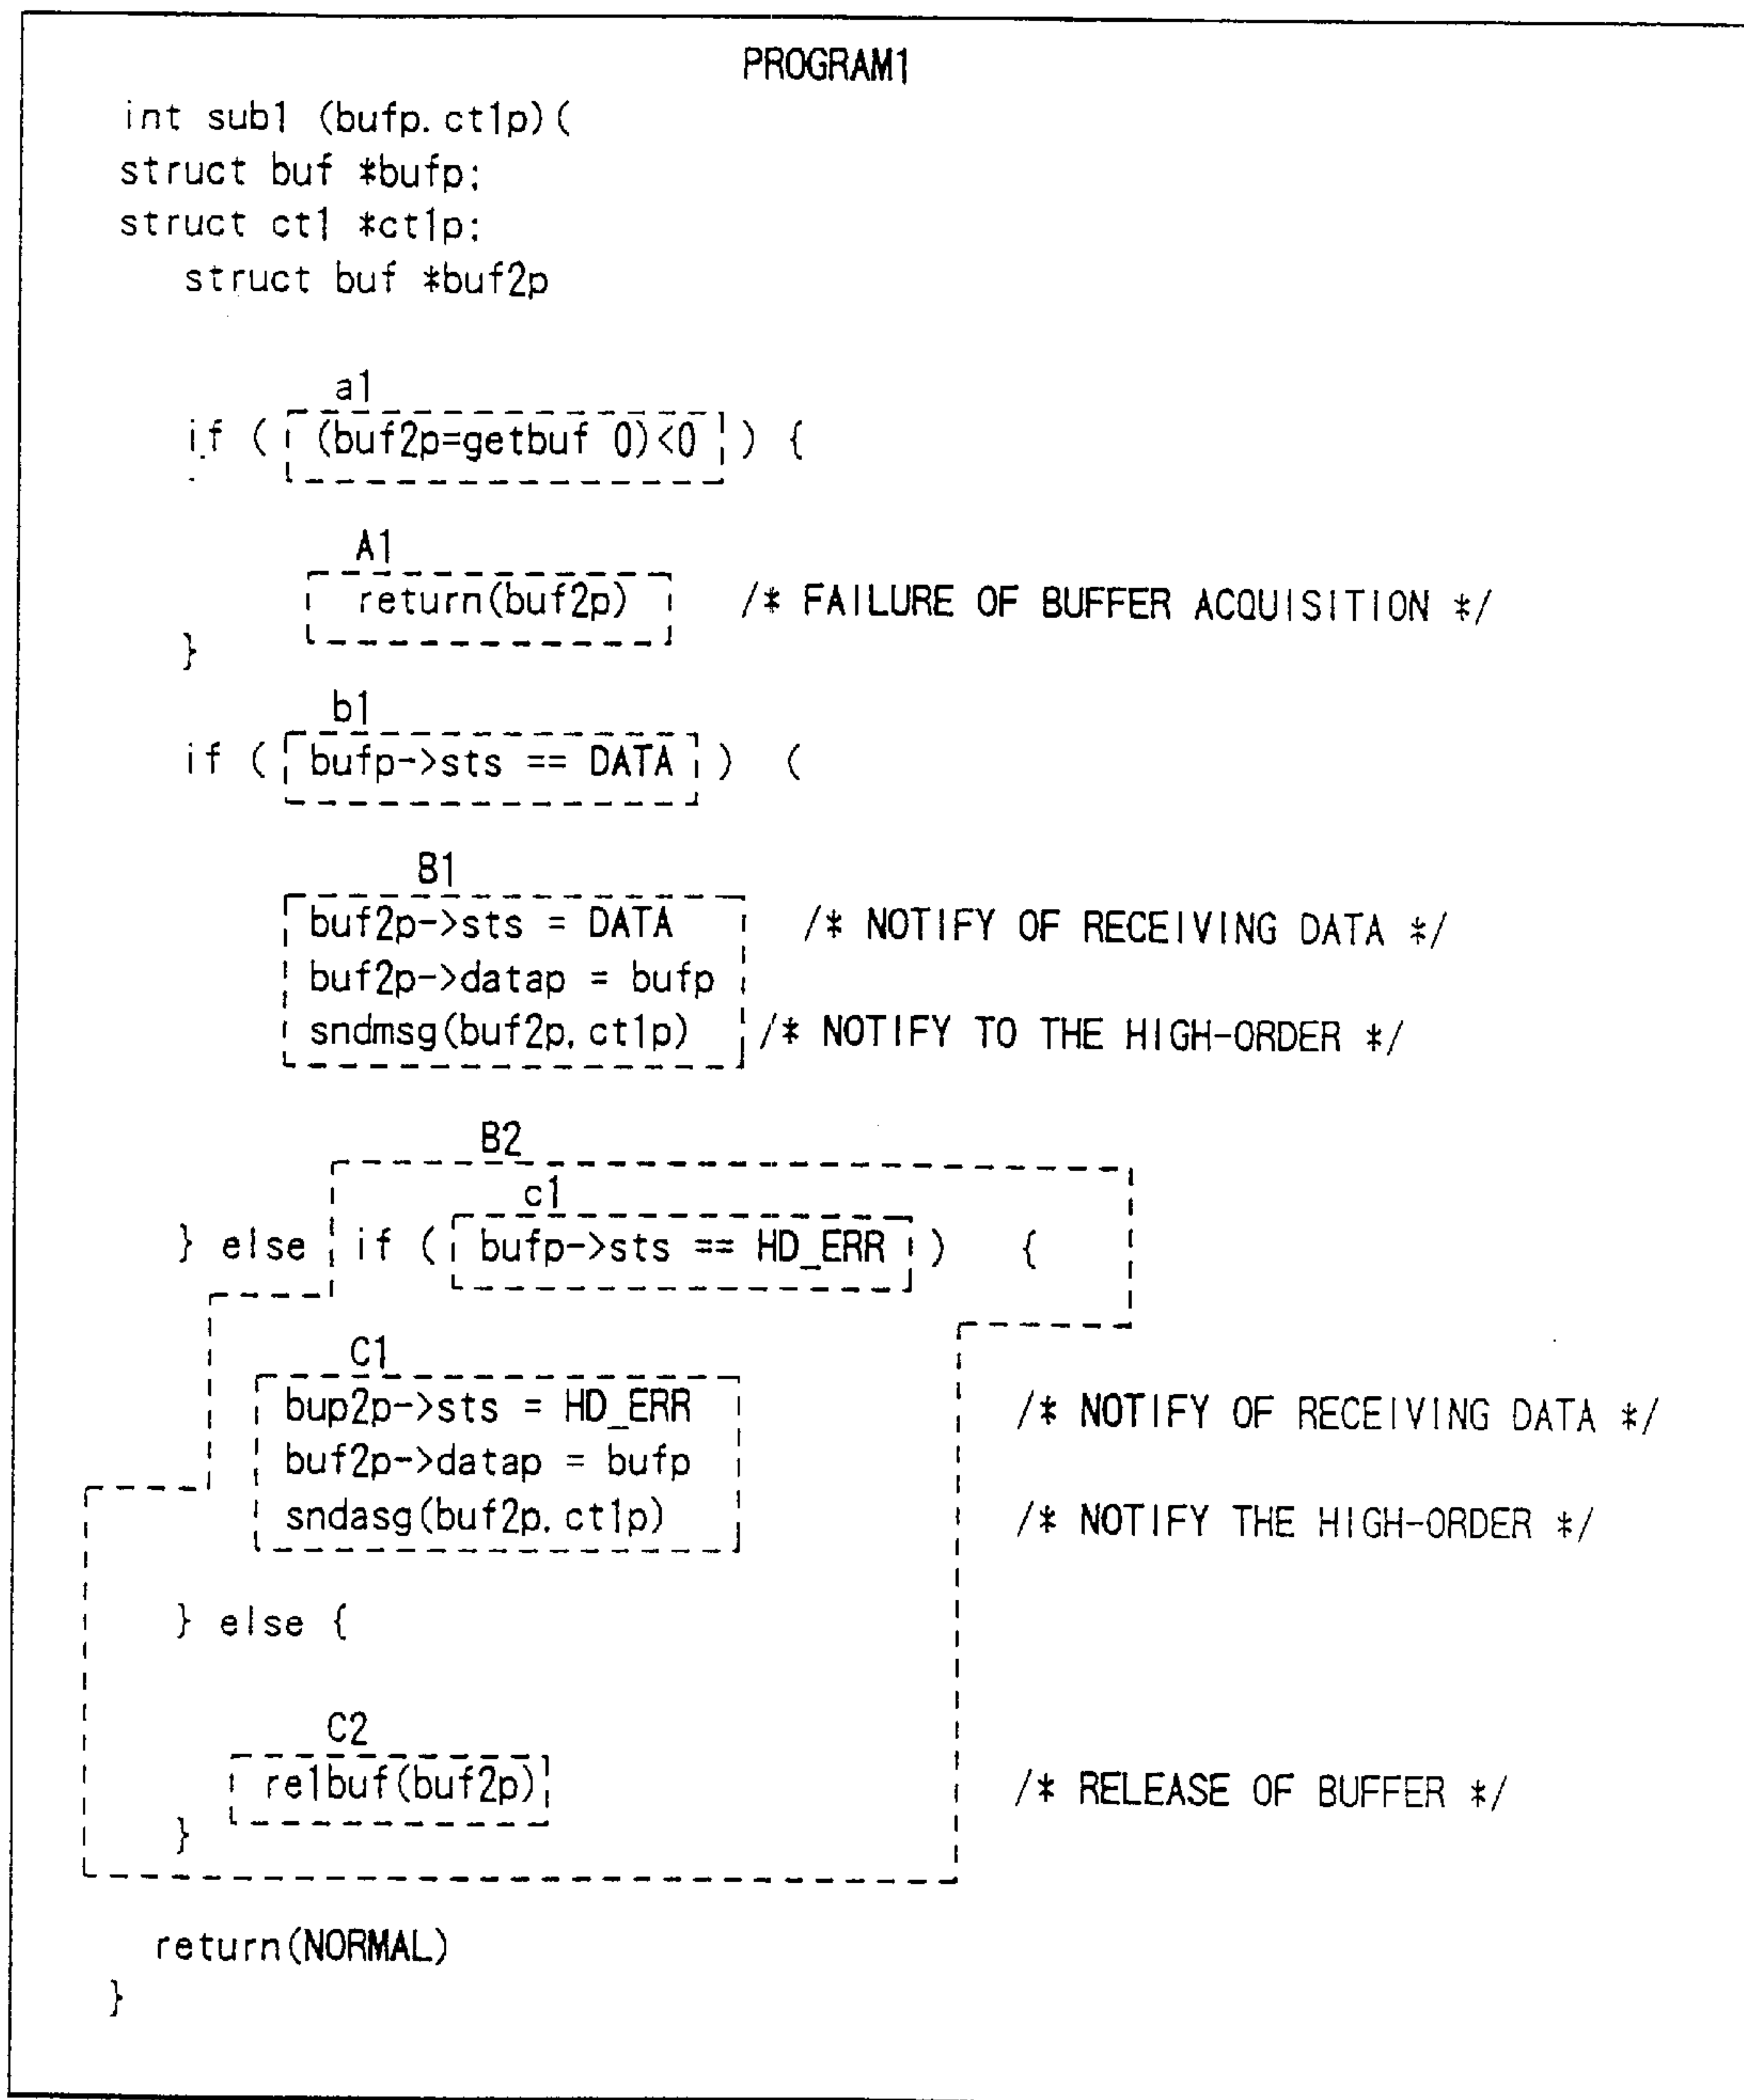 PROGRAM1
int sub1 (bufp.ct1p)(
struct buf *bufp;
struct ct1 *ct1p;
struct buf *buf2p
a1
if ( (buf2p=getbuf 0)<0 ) {
A1
return(buf2p) /* FAILURE OF BUFFER ACQUISITION */
}
b1
if ( bufp->sts == DATA ) (
B1
buf2p->sts = DATA /* NOTIFY OF RECEIVING DATA */
buf2p->datap = bufp
sndmsg(buf2p,ct1p) /* NOTIFY TO THE HIGH-ORDER */
B2
c1
} else if ( bufp->sts == HD_ERR ) {
C1
bup2p->sts = HD_ERR /* NOTIFY OF RECEIVING DATA */
buf2p->datap = bufp
sndasg(buf2p.ct1p) /* NOTIFY THE HIGH-ORDER */
} else {
C2
re1buf(buf2p) /* RELEASE OF BUFFER */
}
return(NORMAL)
}